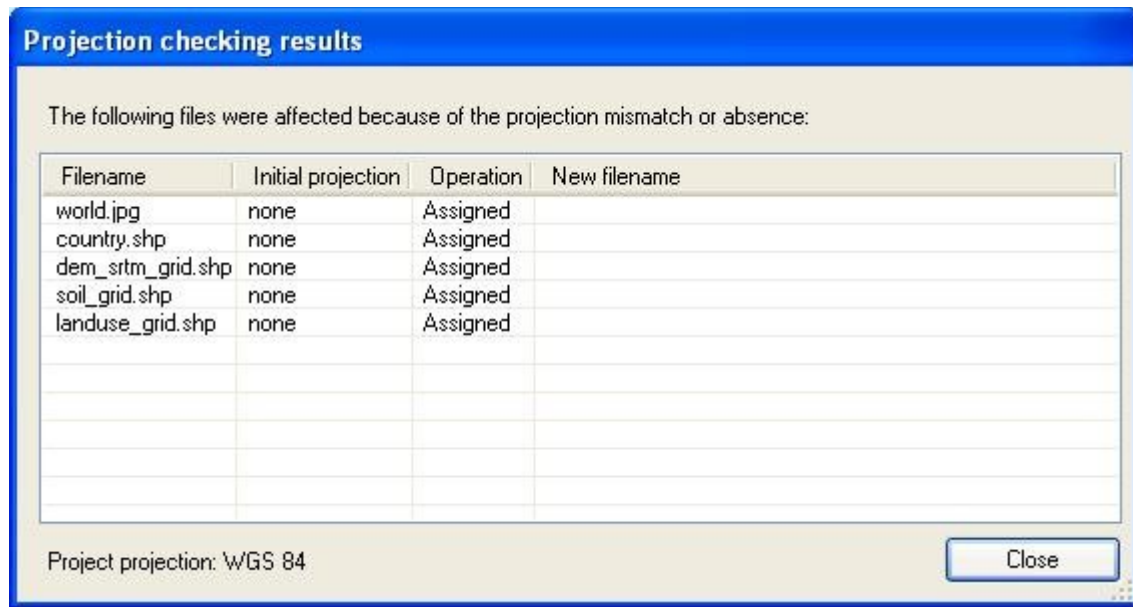 Projection checking results
The following files were affected because of the projection mismatch or absence:
Filename Initial projection Operation New filename
world.jpg none Assigned
country.shp none Assigned
dem_srtm_grid.shp none Assigned
soil_grid.shp none Assigned
landuse_grid.shp none Assigned
Project projection: WGS 84 Close